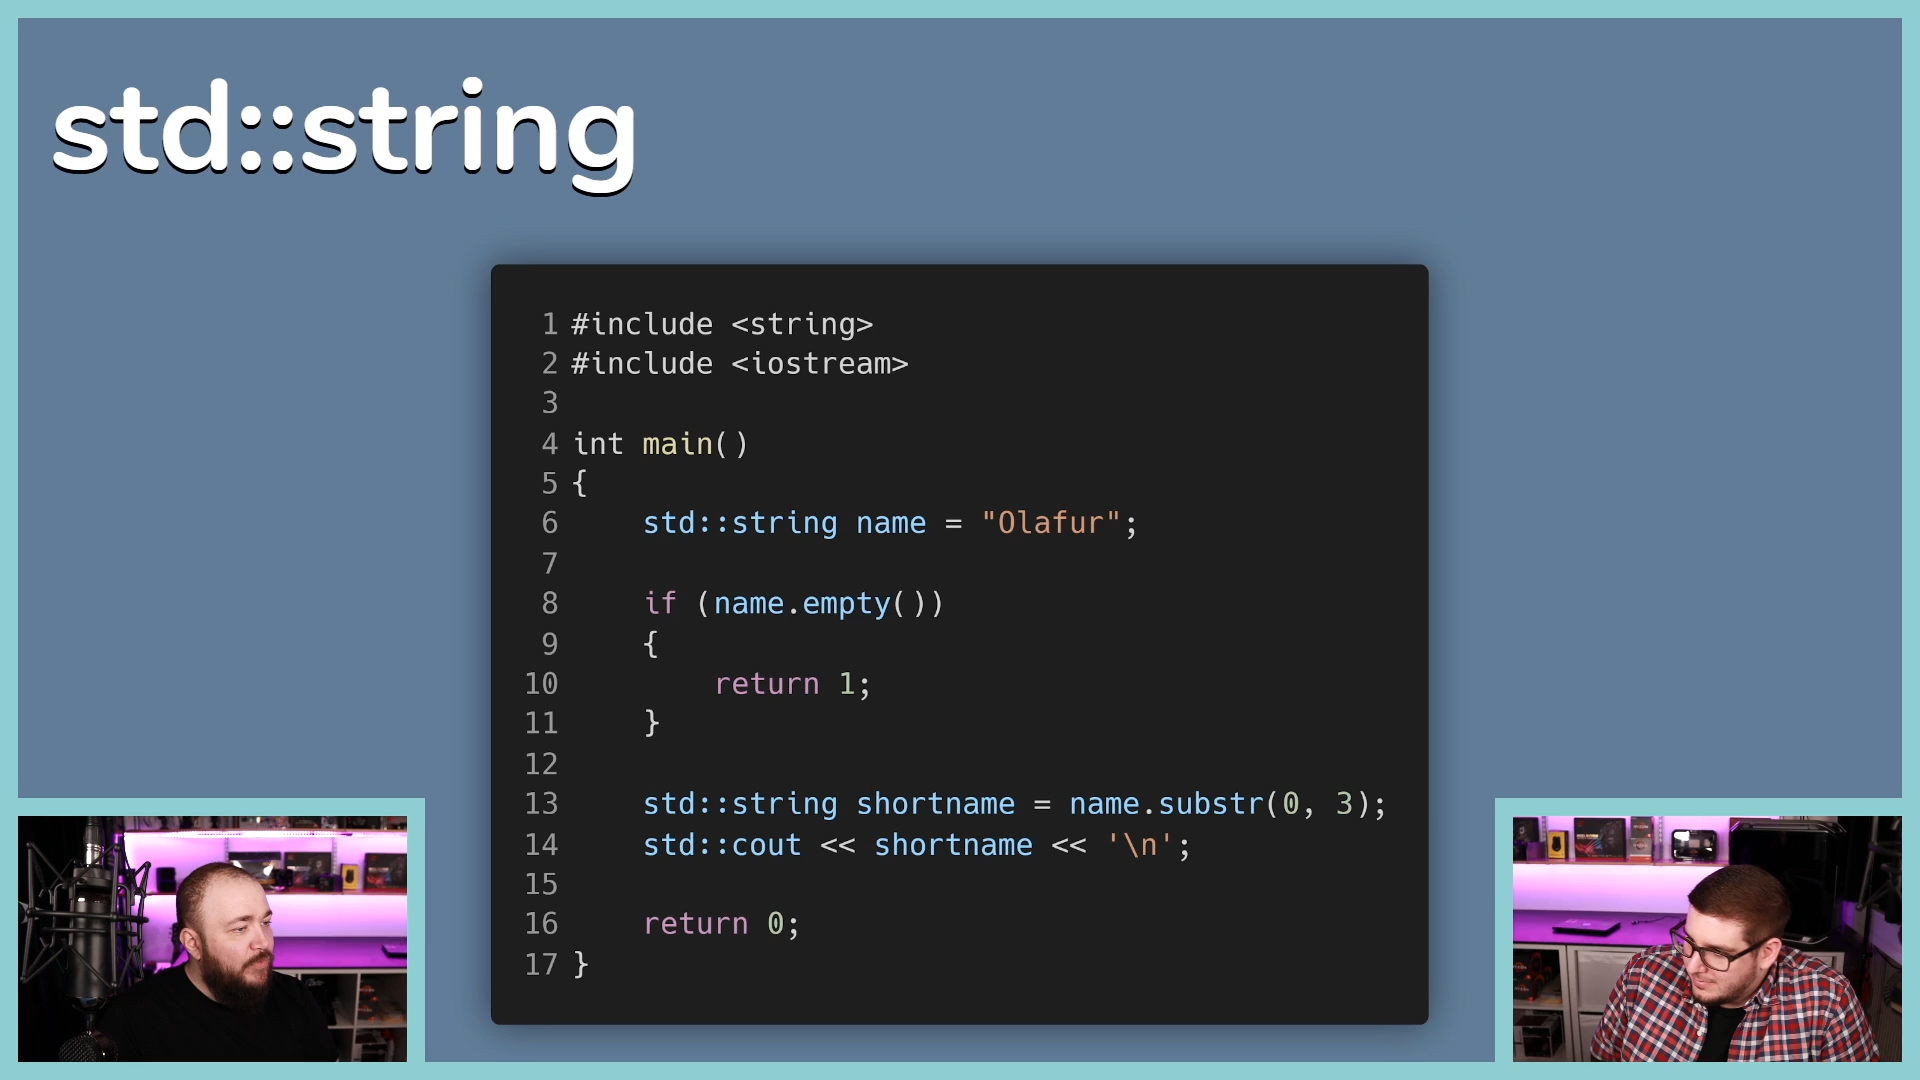 std::string
1 #include <string>
2 #include <iostream>
3
4 int main()
5 {
6     std::string name = "Olafur";
7
8     if (name.empty())
9     {
10         return 1;
11     }
12
13     std::string shortname = name.substr(0, 3);
14     std::cout << shortname << '\n';
15
16     return 0;
17 }